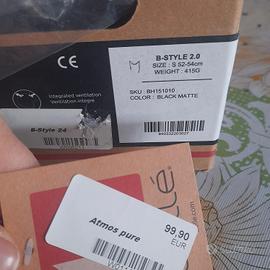 CE
M
B-STYLE 2.0
SIZE : S 52-54cm
WEIGHT : 415G
SKU : BH151010
COLOR : BLACK MATTE
Integrated ventilation
B-Style 24
Atmos pure
99,90
EUR